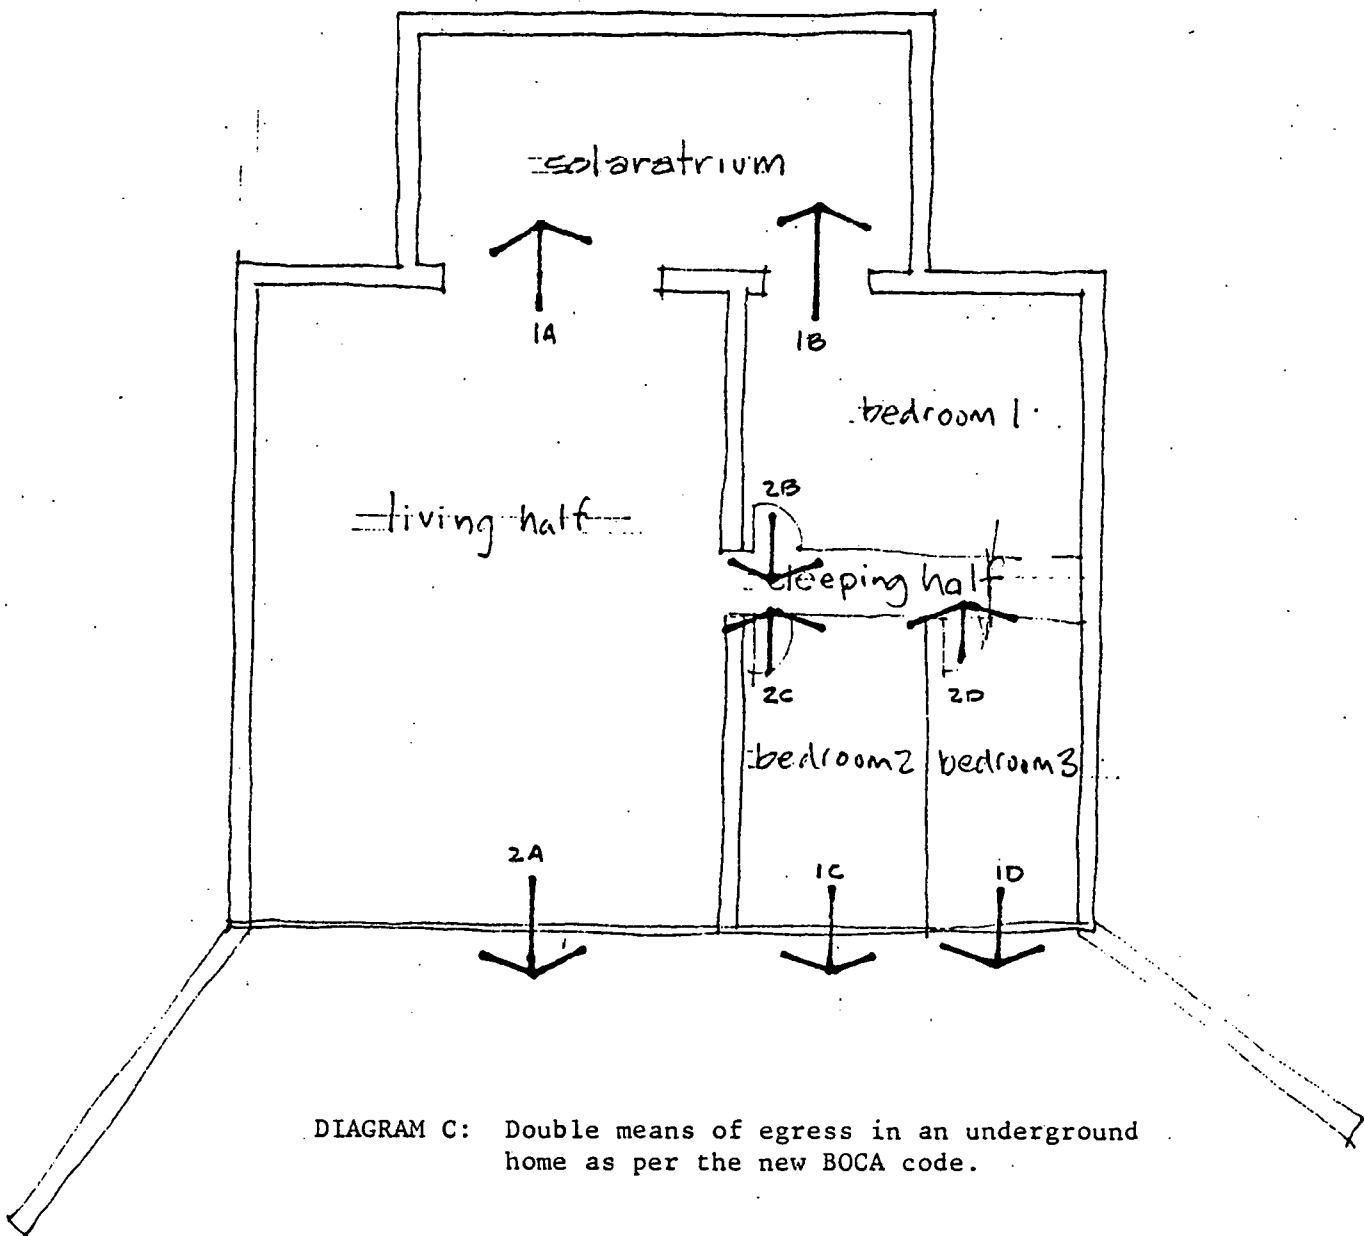 solaratrium
1A
1B
bedroom 1
2B
living half
sleeping half
2C
2D
bedroom2
bedroom3
2A
1C
1D
DIAGRAM C: Double means of egress in an underground
home as per the new BOCA code.